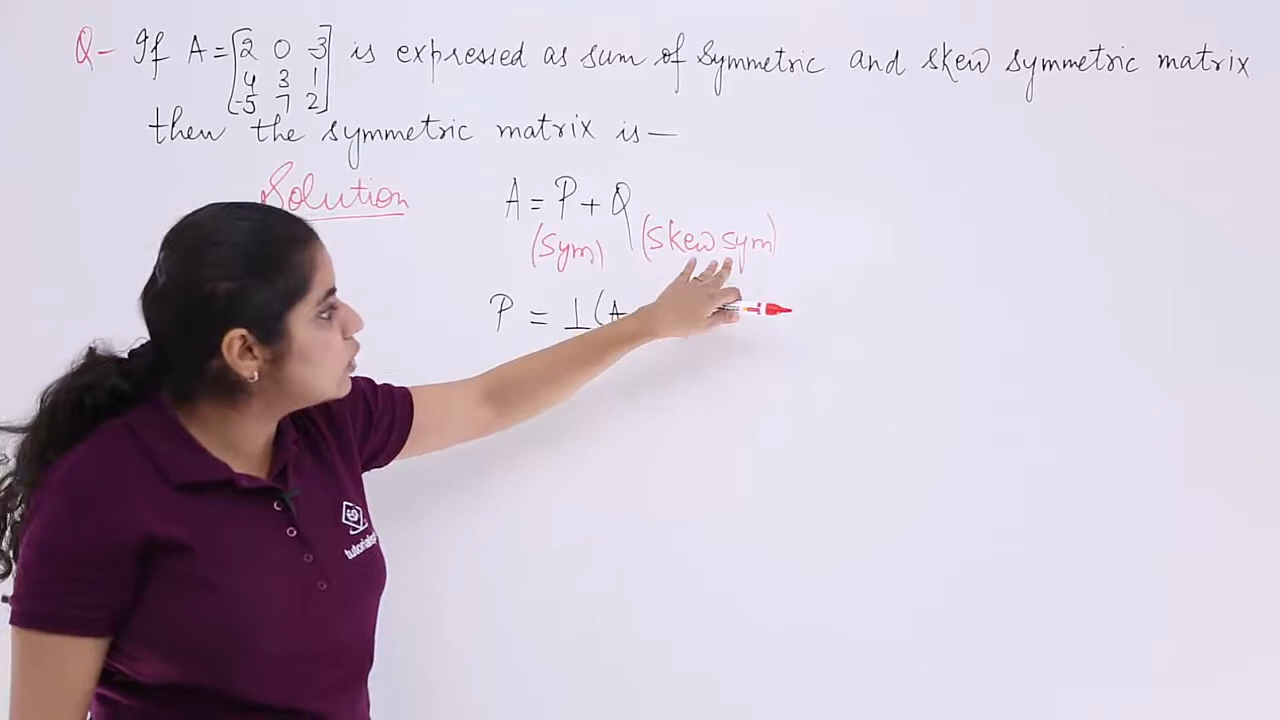 Q- If A = [2 0 -3 is expressed as sum of symmetric and skew symmetric matrix
4 3 1
-5 7 2]
then the symmetric matrix is —
Solution
A = P + Q
(Sym) (Skew sym)
P = 1 (A